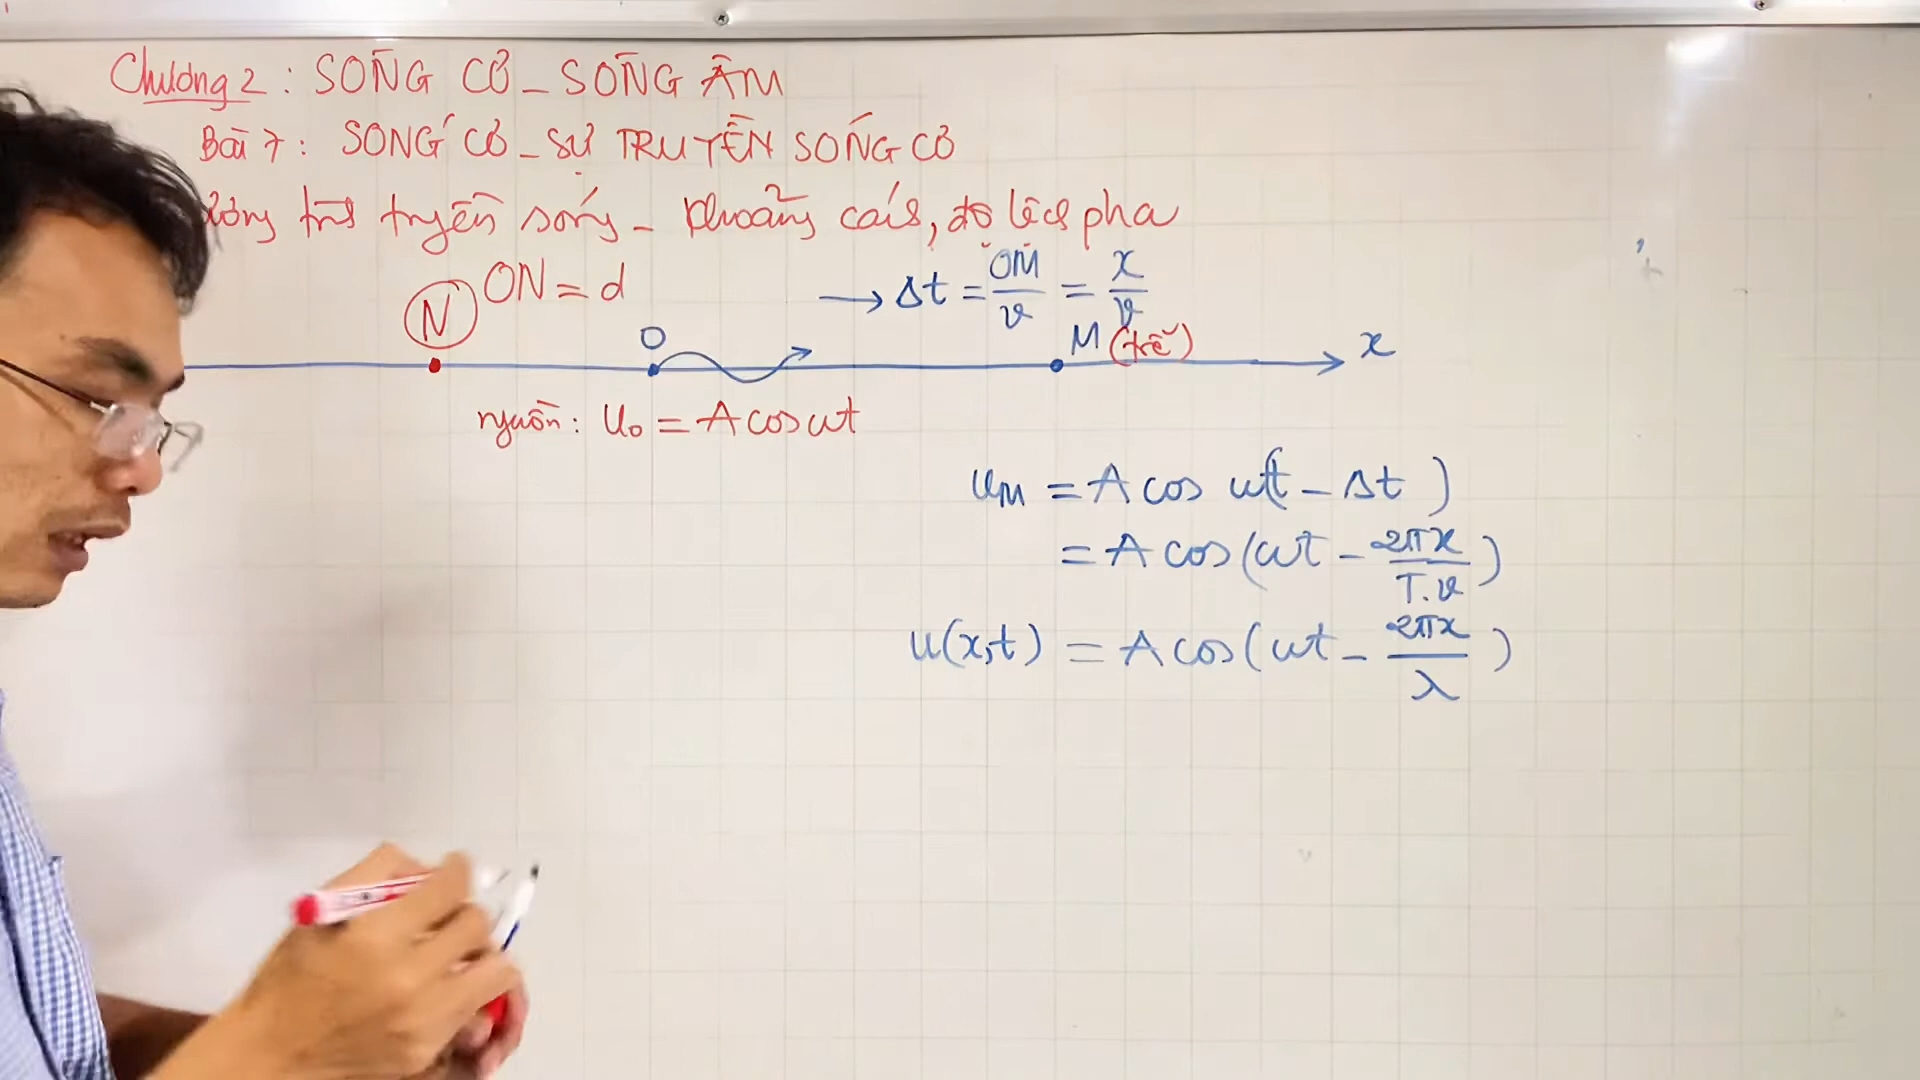 Chương 2 : SÓNG CƠ - SÓNG ÂM
Bài 7 : SÓNG CƠ - SỰ TRUYỀN SÓNG CƠ
ương trình truyền sóng - khoảng cách, độ lệch pha
N ON = d → Δt = OM/v = x/v
O M (trễ) x
nguồn : u₀ = A cos ωt
u_M = A cos ω(t - Δt )
= A cos (ωt - 2πx/T.v )
u(x,t) = A cos (ωt - 2πx/λ )